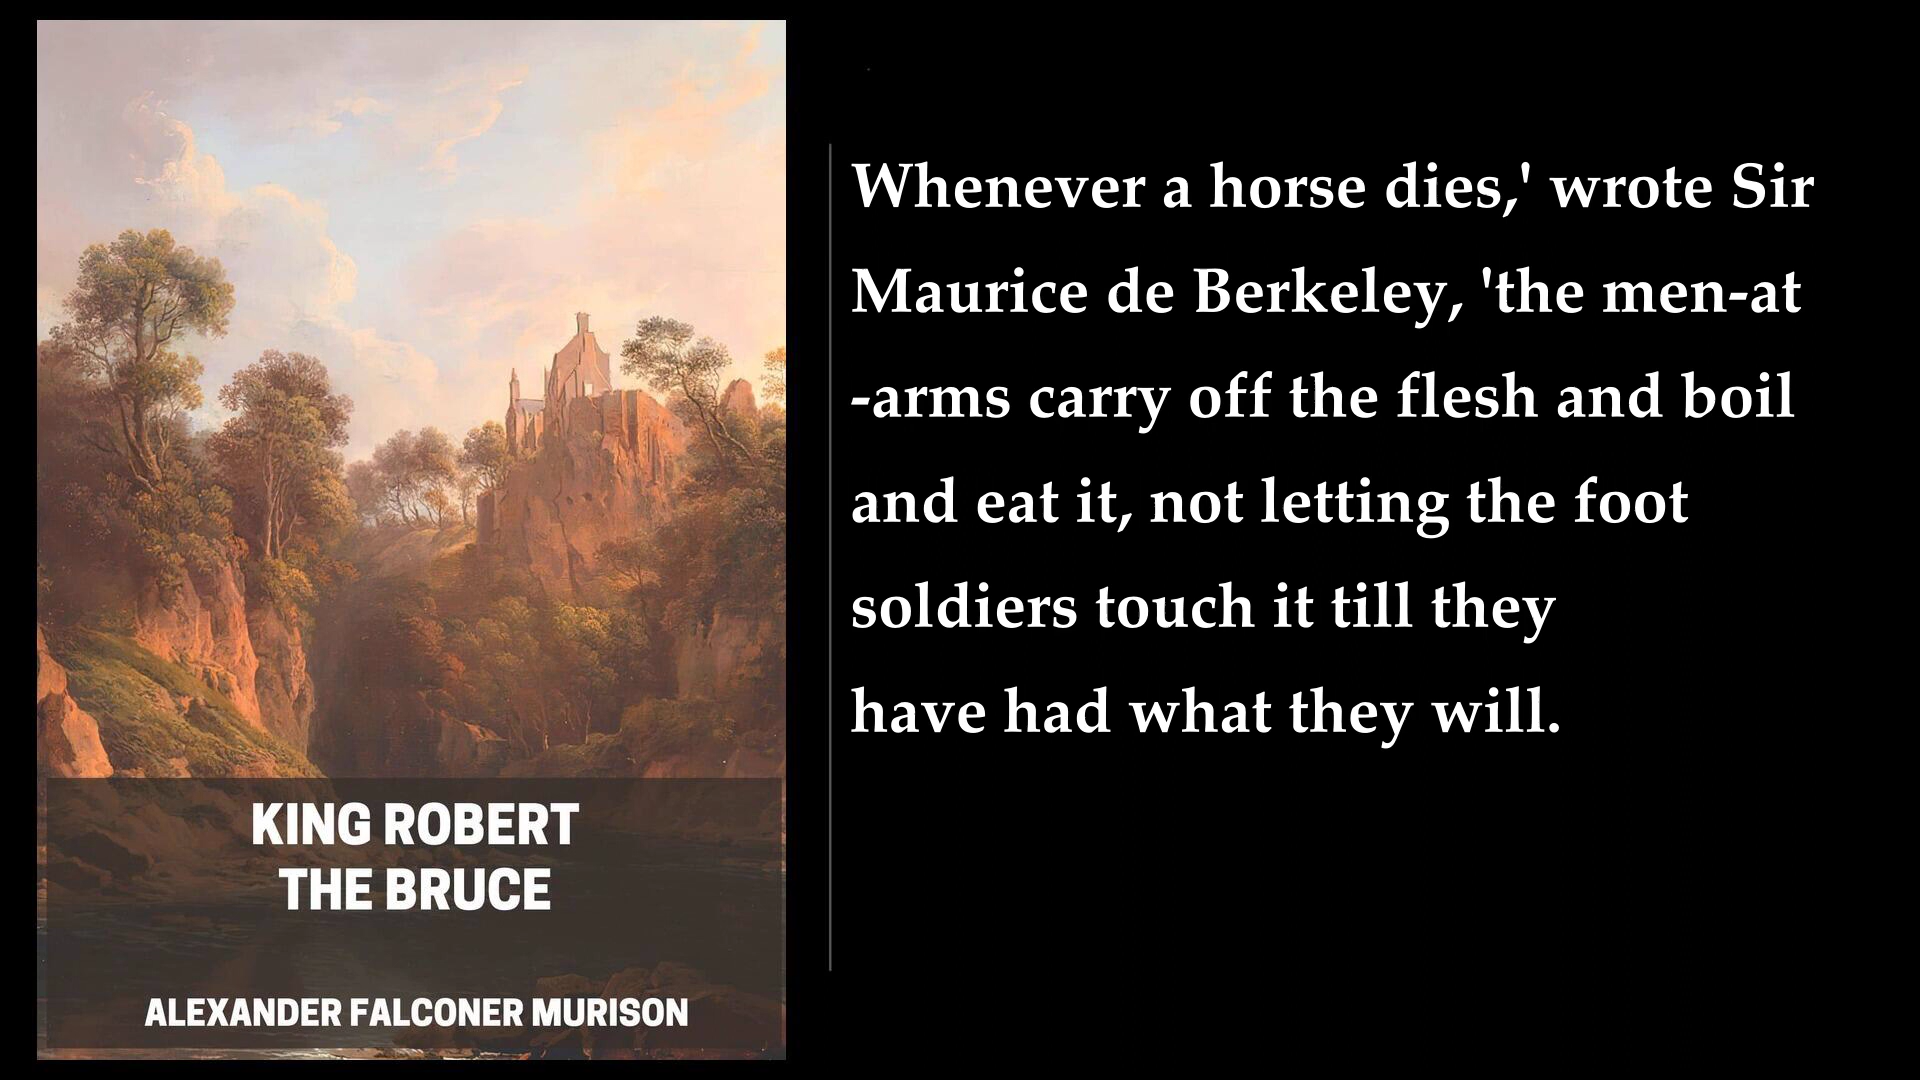 Whenever a horse dies,' wrote Sir
Maurice de Berkeley, 'the men-at
-arms carry off the flesh and boil
and eat it, not letting the foot
soldiers touch it till they
have had what they will.
KING ROBERT
THE BRUCE
ALEXANDER FALCONER MURISON